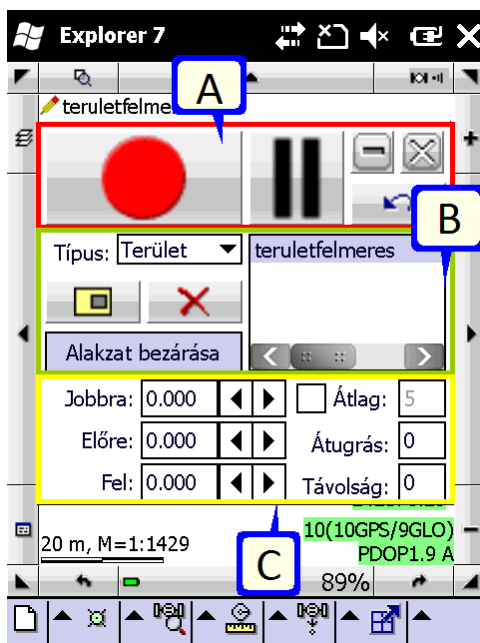 Explorer 7
A
teruletfelme
B
Típus: Terület
teruletfelmeres
Alakzat bezárása
Jobbra: 0.000 Átlag: 5
Előre: 0.000 Átugrás: 0
Fel: 0.000 Távolság: 0
20 m, M=1:1429
10(10GPS/9GLO)
PDOP1.9 A
C
89%